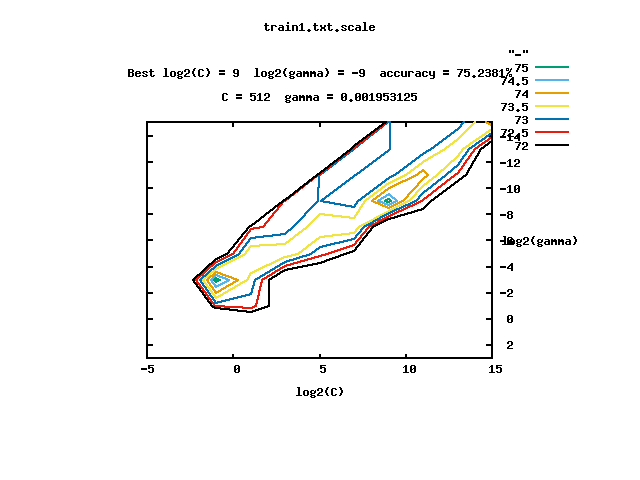 train1.txt.scale
"-"
Best log2(C) = 9 log2(gamma) = -9 accuracy = 75.2381%
75
74.5
C = 512 gamma = 0.001953125
74
73.5
73
72.5
72
-14
-12
-10
-8
-6
log2(gamma)
-4
-2
0
2
-5 0 5 10 15
log2(C)